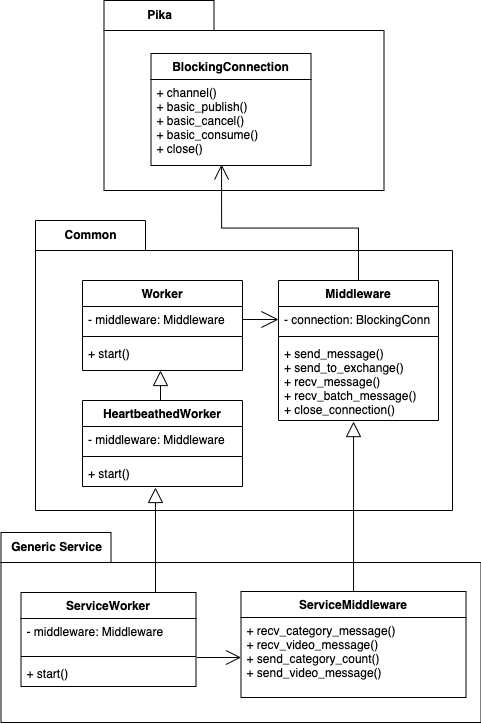 Pika
BlockingConnection
+ channel()
+ basic_publish()
+ basic_cancel()
+ basic_consume()
+ close()
Common
Worker
- middleware: Middleware
+ start()
Middleware
- connection: BlockingConn
+ send_message()
+ send_to_exchange()
+ recv_message()
+ recv_batch_message()
+ close_connection()
HeartbeathedWorker
- middleware: Middleware
+ start()
Generic Service
ServiceWorker
- middleware: Middleware
+ start()
ServiceMiddleware
+ recv_category_message()
+ recv_video_message()
+ send_category_count()
+ send_video_message()